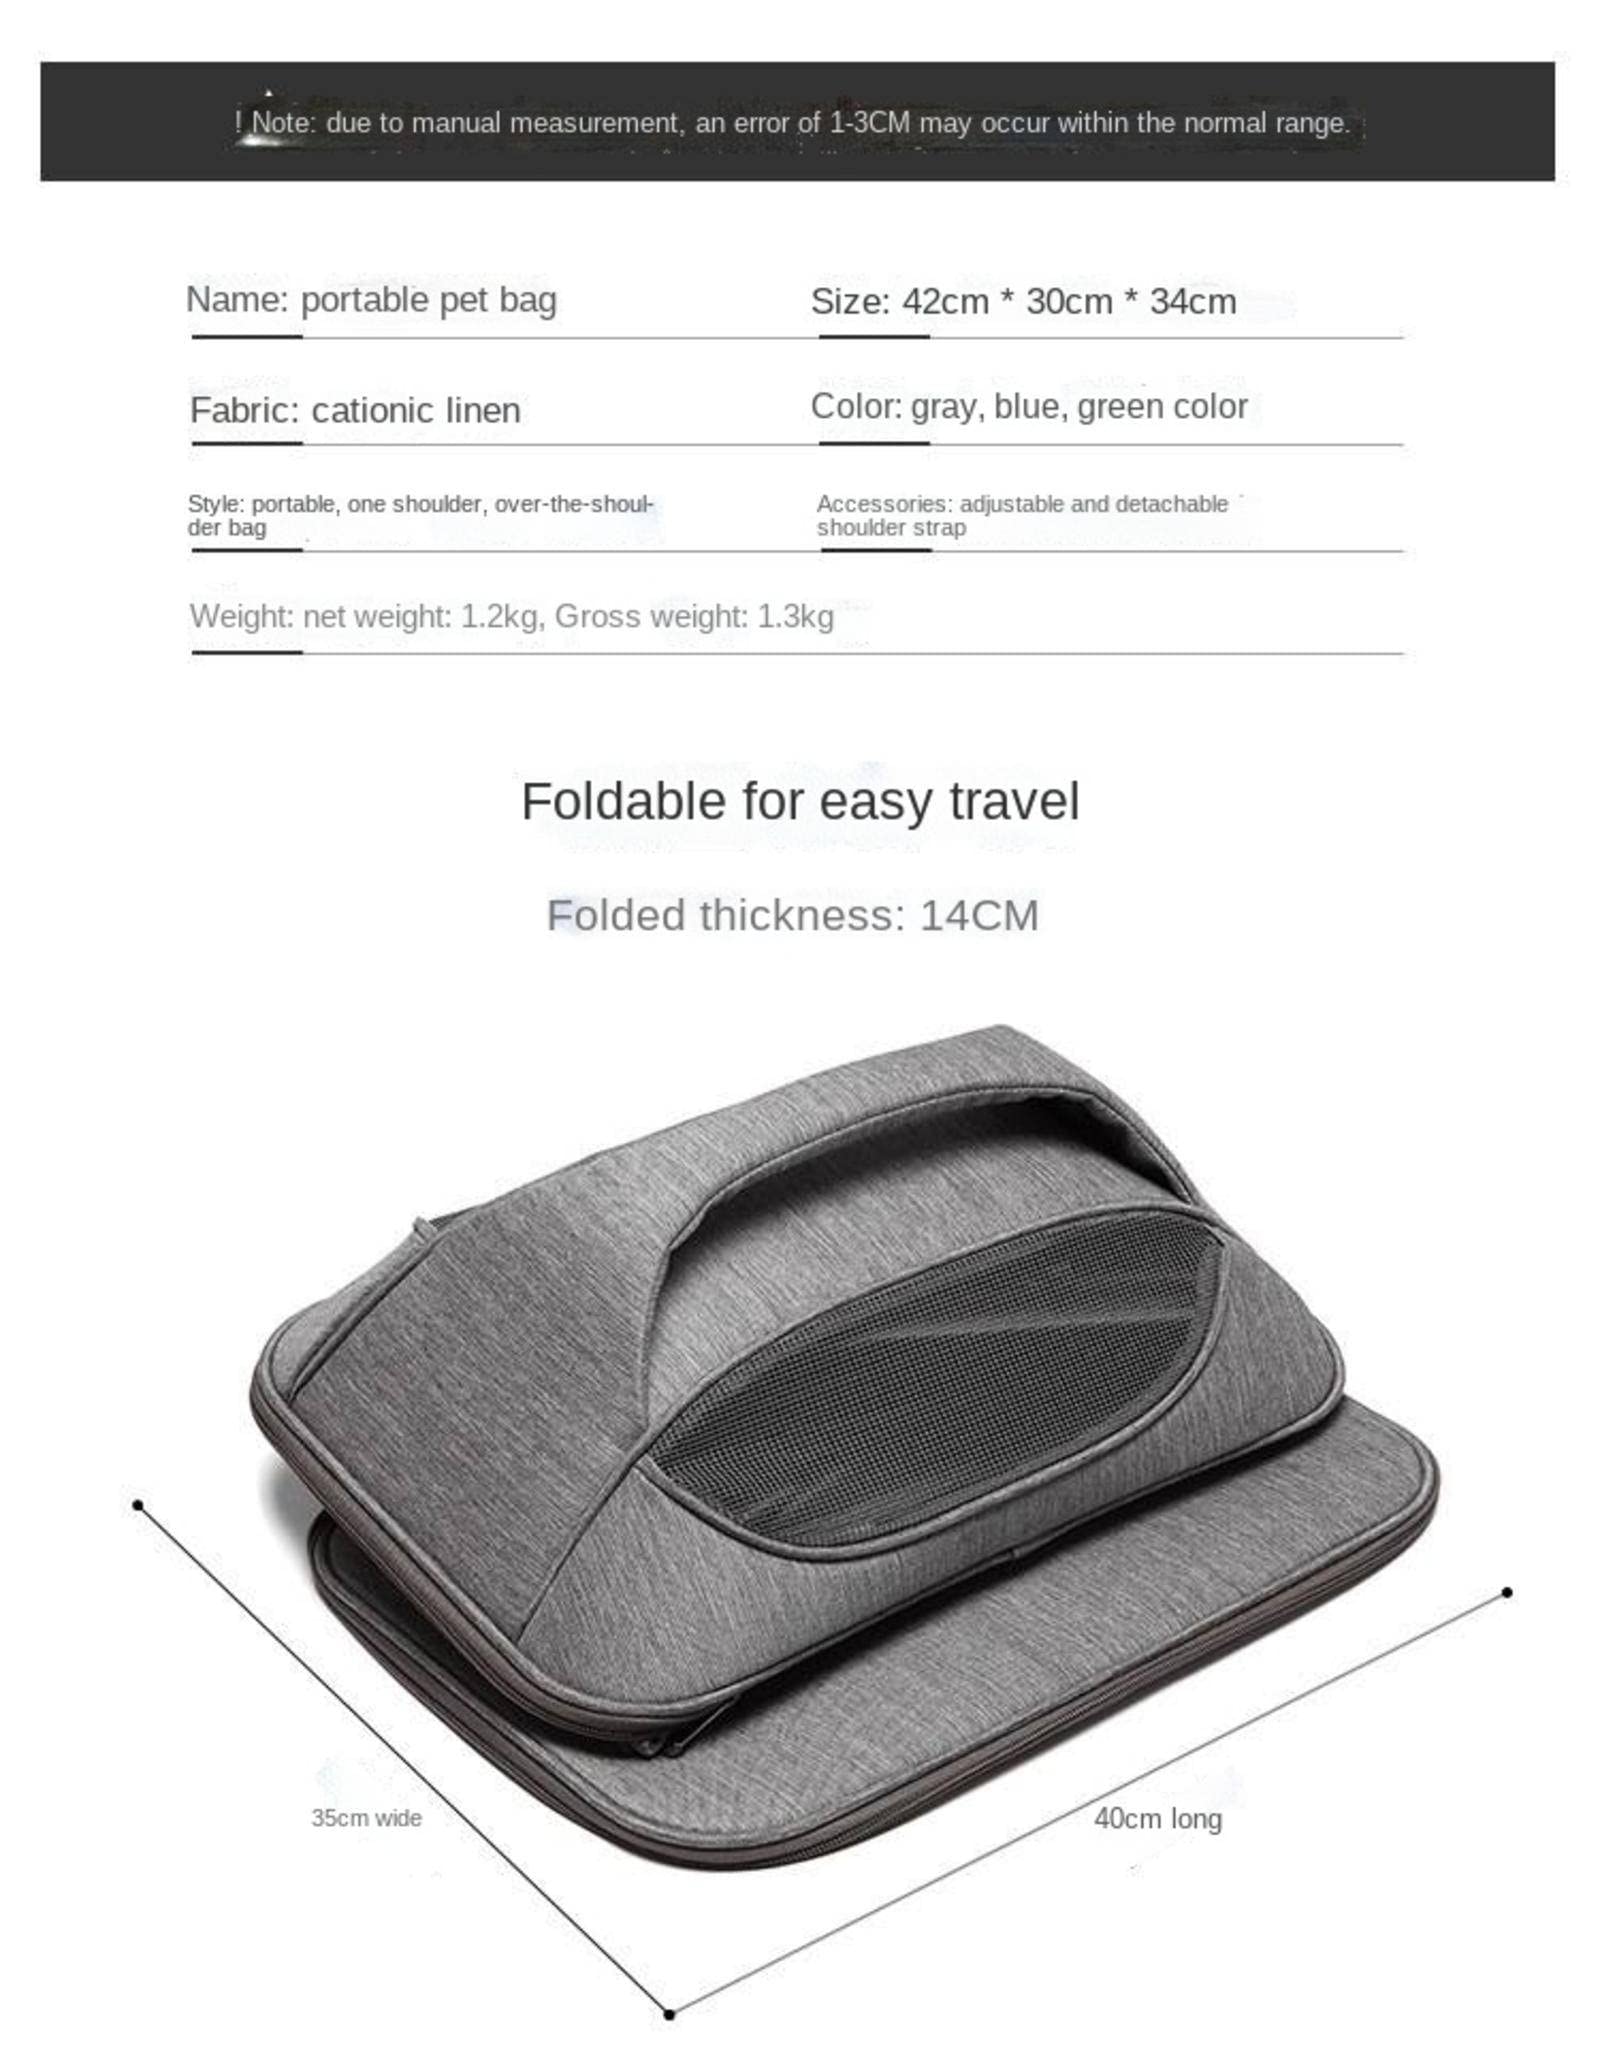 ! Note: due to manual measurement, an error of 1-3CM may occur within the normal range.
Name: portable pet bag
Size: 42cm * 30cm * 34cm
Fabric: cationic linen
Color: gray, blue, green color
Style: portable, one shoulder, over-the-shoul-
der bag
Accessories: adjustable and detachable
shoulder strap
Weight: net weight: 1.2kg, Gross weight: 1.3kg
Foldable for easy travel
Folded thickness: 14CM
35cm wide
40cm long